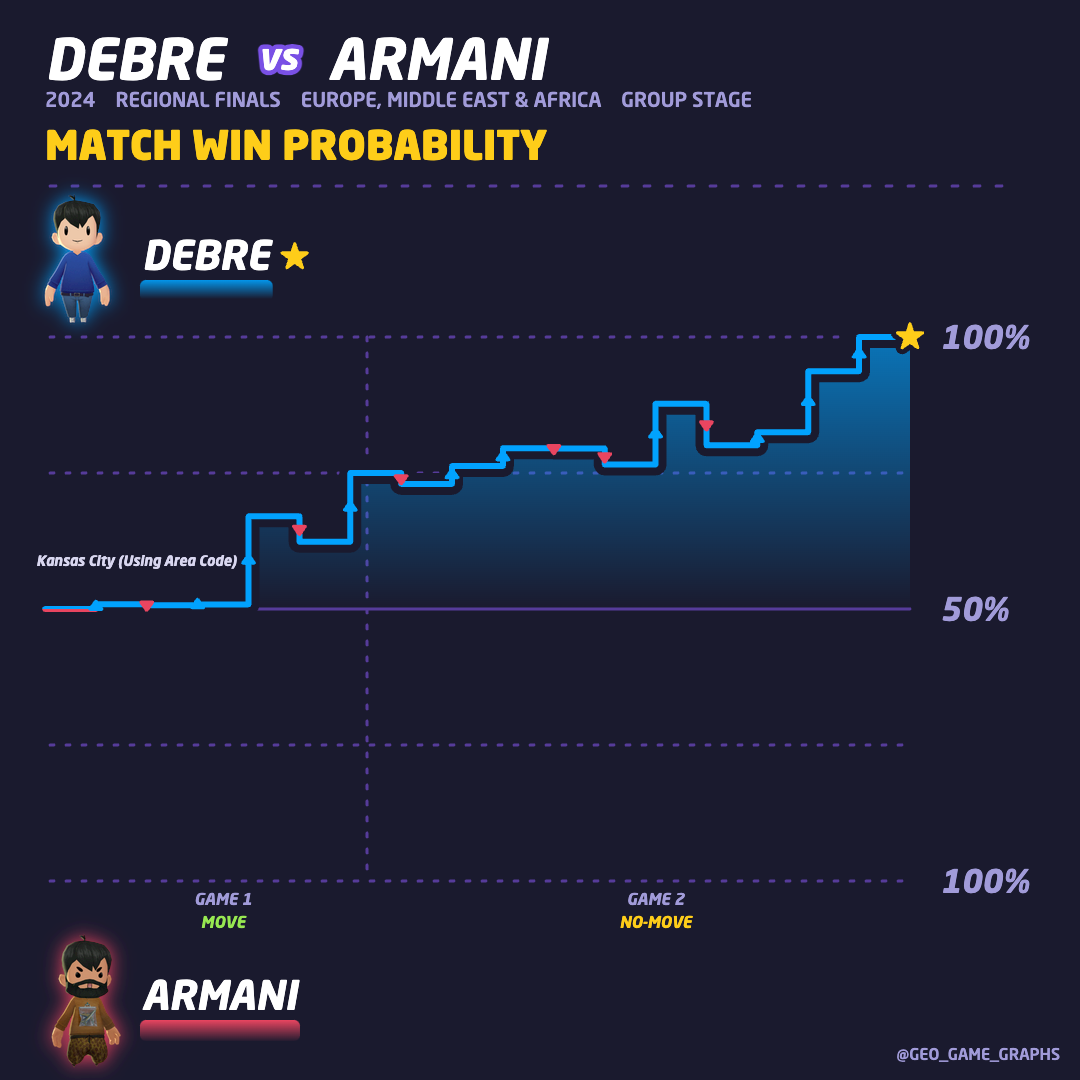 DEBRE VS ARMANI
2024 REGIONAL FINALS EUROPE, MIDDLE EAST & AFRICA GROUP STAGE
MATCH WIN PROBABILITY
DEBRE
100%
Kansas City (Using Area Code)
50%
100%
GAME 1 GAME 2
MOVE NO-MOVE
ARMANI
@GEO_GAME_GRAPHS